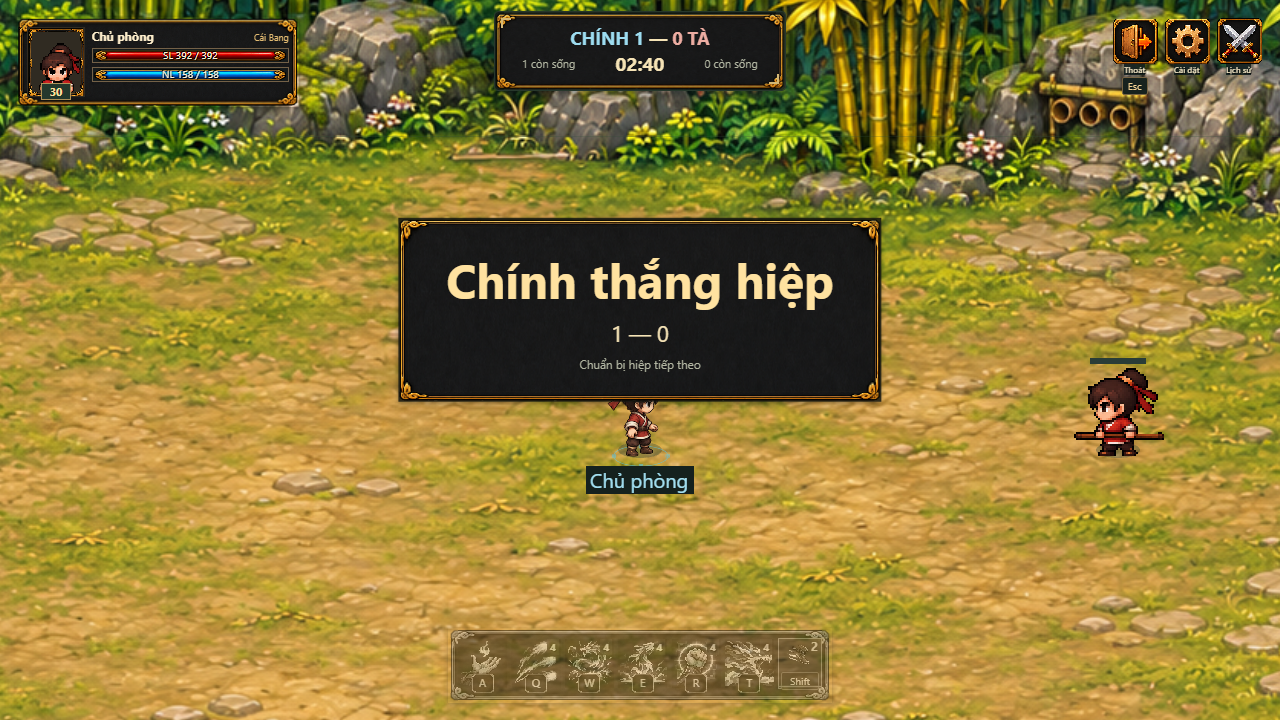 Chủ phòng
Cái Bang
SL 392 / 392
NL 158 / 158
30
CHÍNH 1 — 0 TÀ
1 còn sống
02:40
0 còn sống
Thoát
Cài đặt
Lịch sử
Esc
Chính thắng hiệp
1 — 0
Chuẩn bị hiệp tiếp theo
Chủ phòng
4
4
4
4
4
2
A
Q
W
E
R
T
Shift